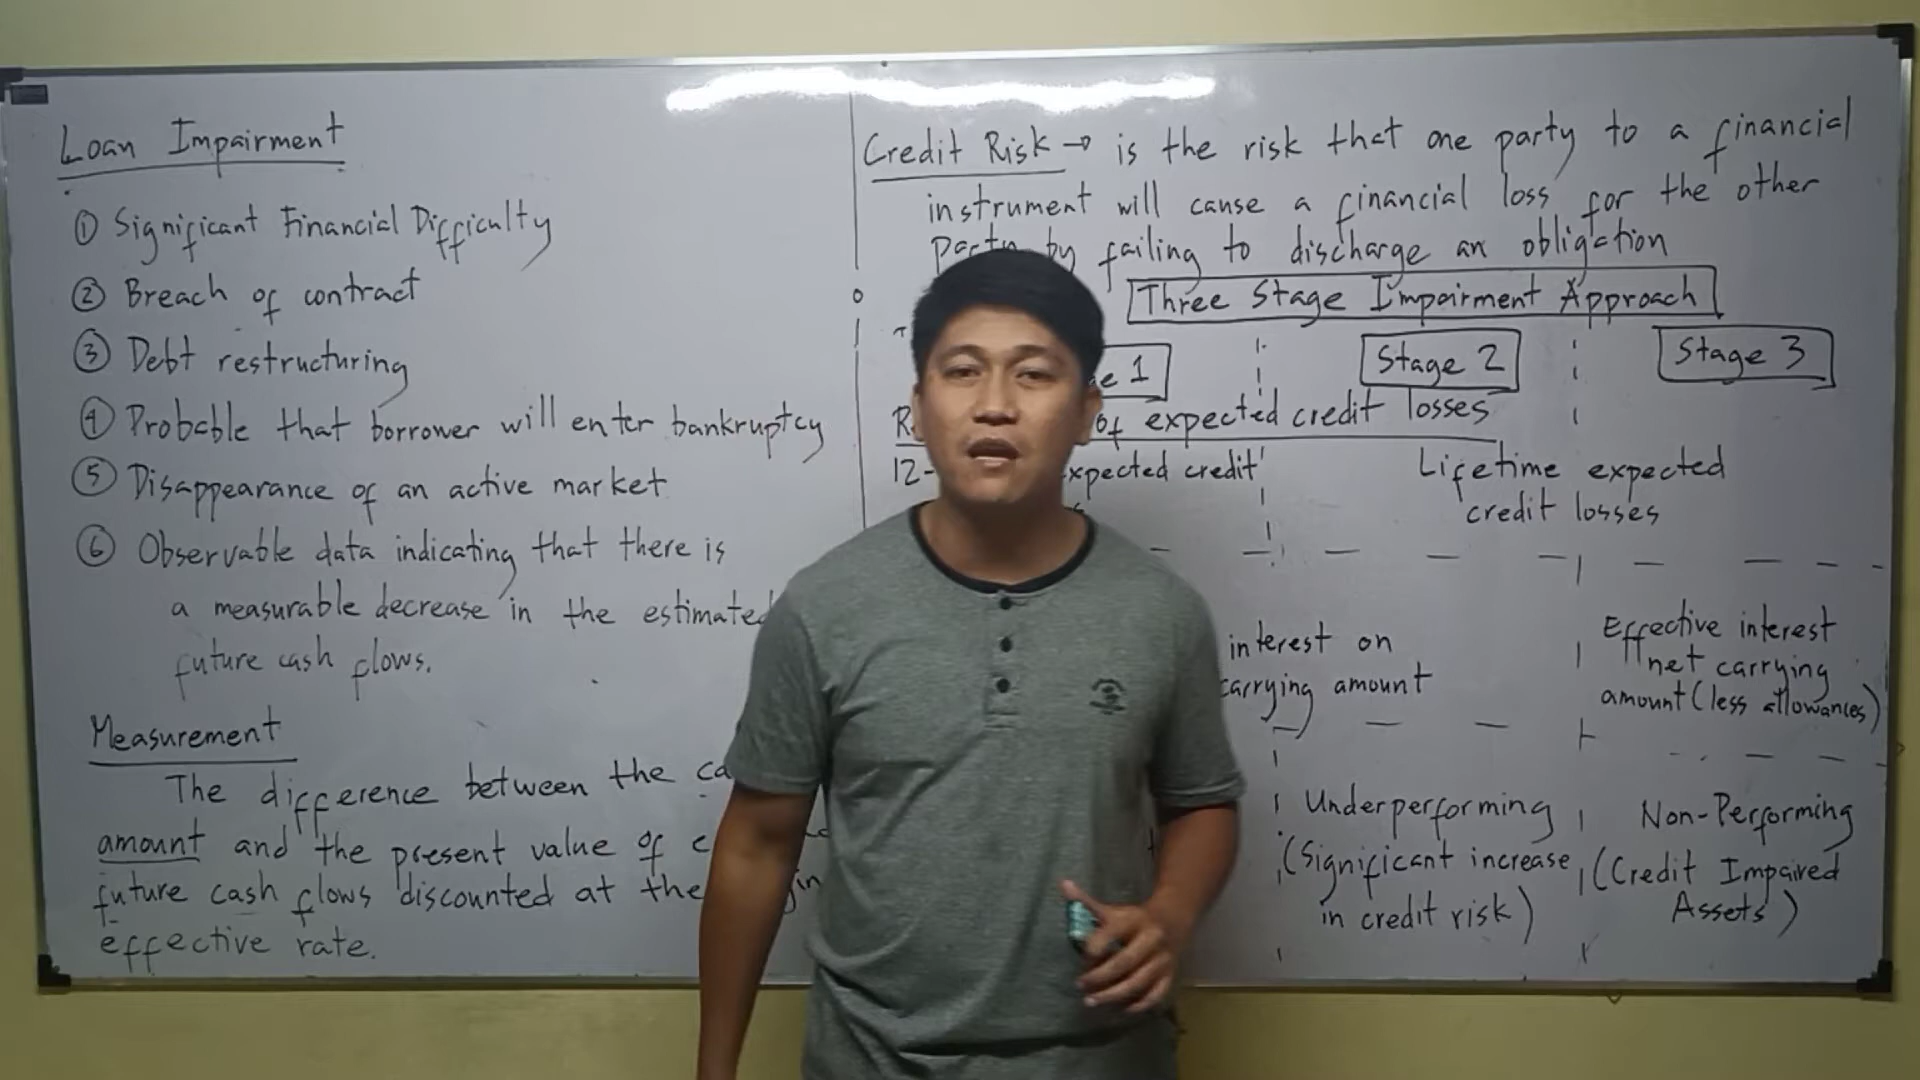 Loan Impairment
① Significant Financial Difficulty
② Breach of contract
③ Debt restructuring
④ Probable that borrower will enter bankruptcy
⑤ Disappearance of an active market
⑥ Observable data indicating that there is
a measurable decrease in the estimated
future cash flows.
Measurement
The difference between the
amount and the present value of
future cash flows discounted at the
effective rate.
Credit Risk → is the risk that one party to a financial
instrument will cause a financial loss for the other
Party by failing to discharge an obligation
Three Stage Impairment Approach
1 Stage 2 Stage 3
of expected credit losses
12- credit
Lifetime expected
credit losses
interest on
carrying amount
Effective interest
net carrying
amount (less allowances)
Underperforming
(Significant increase
in credit risk)
Non-Performing
(Credit Impaired
Assets)